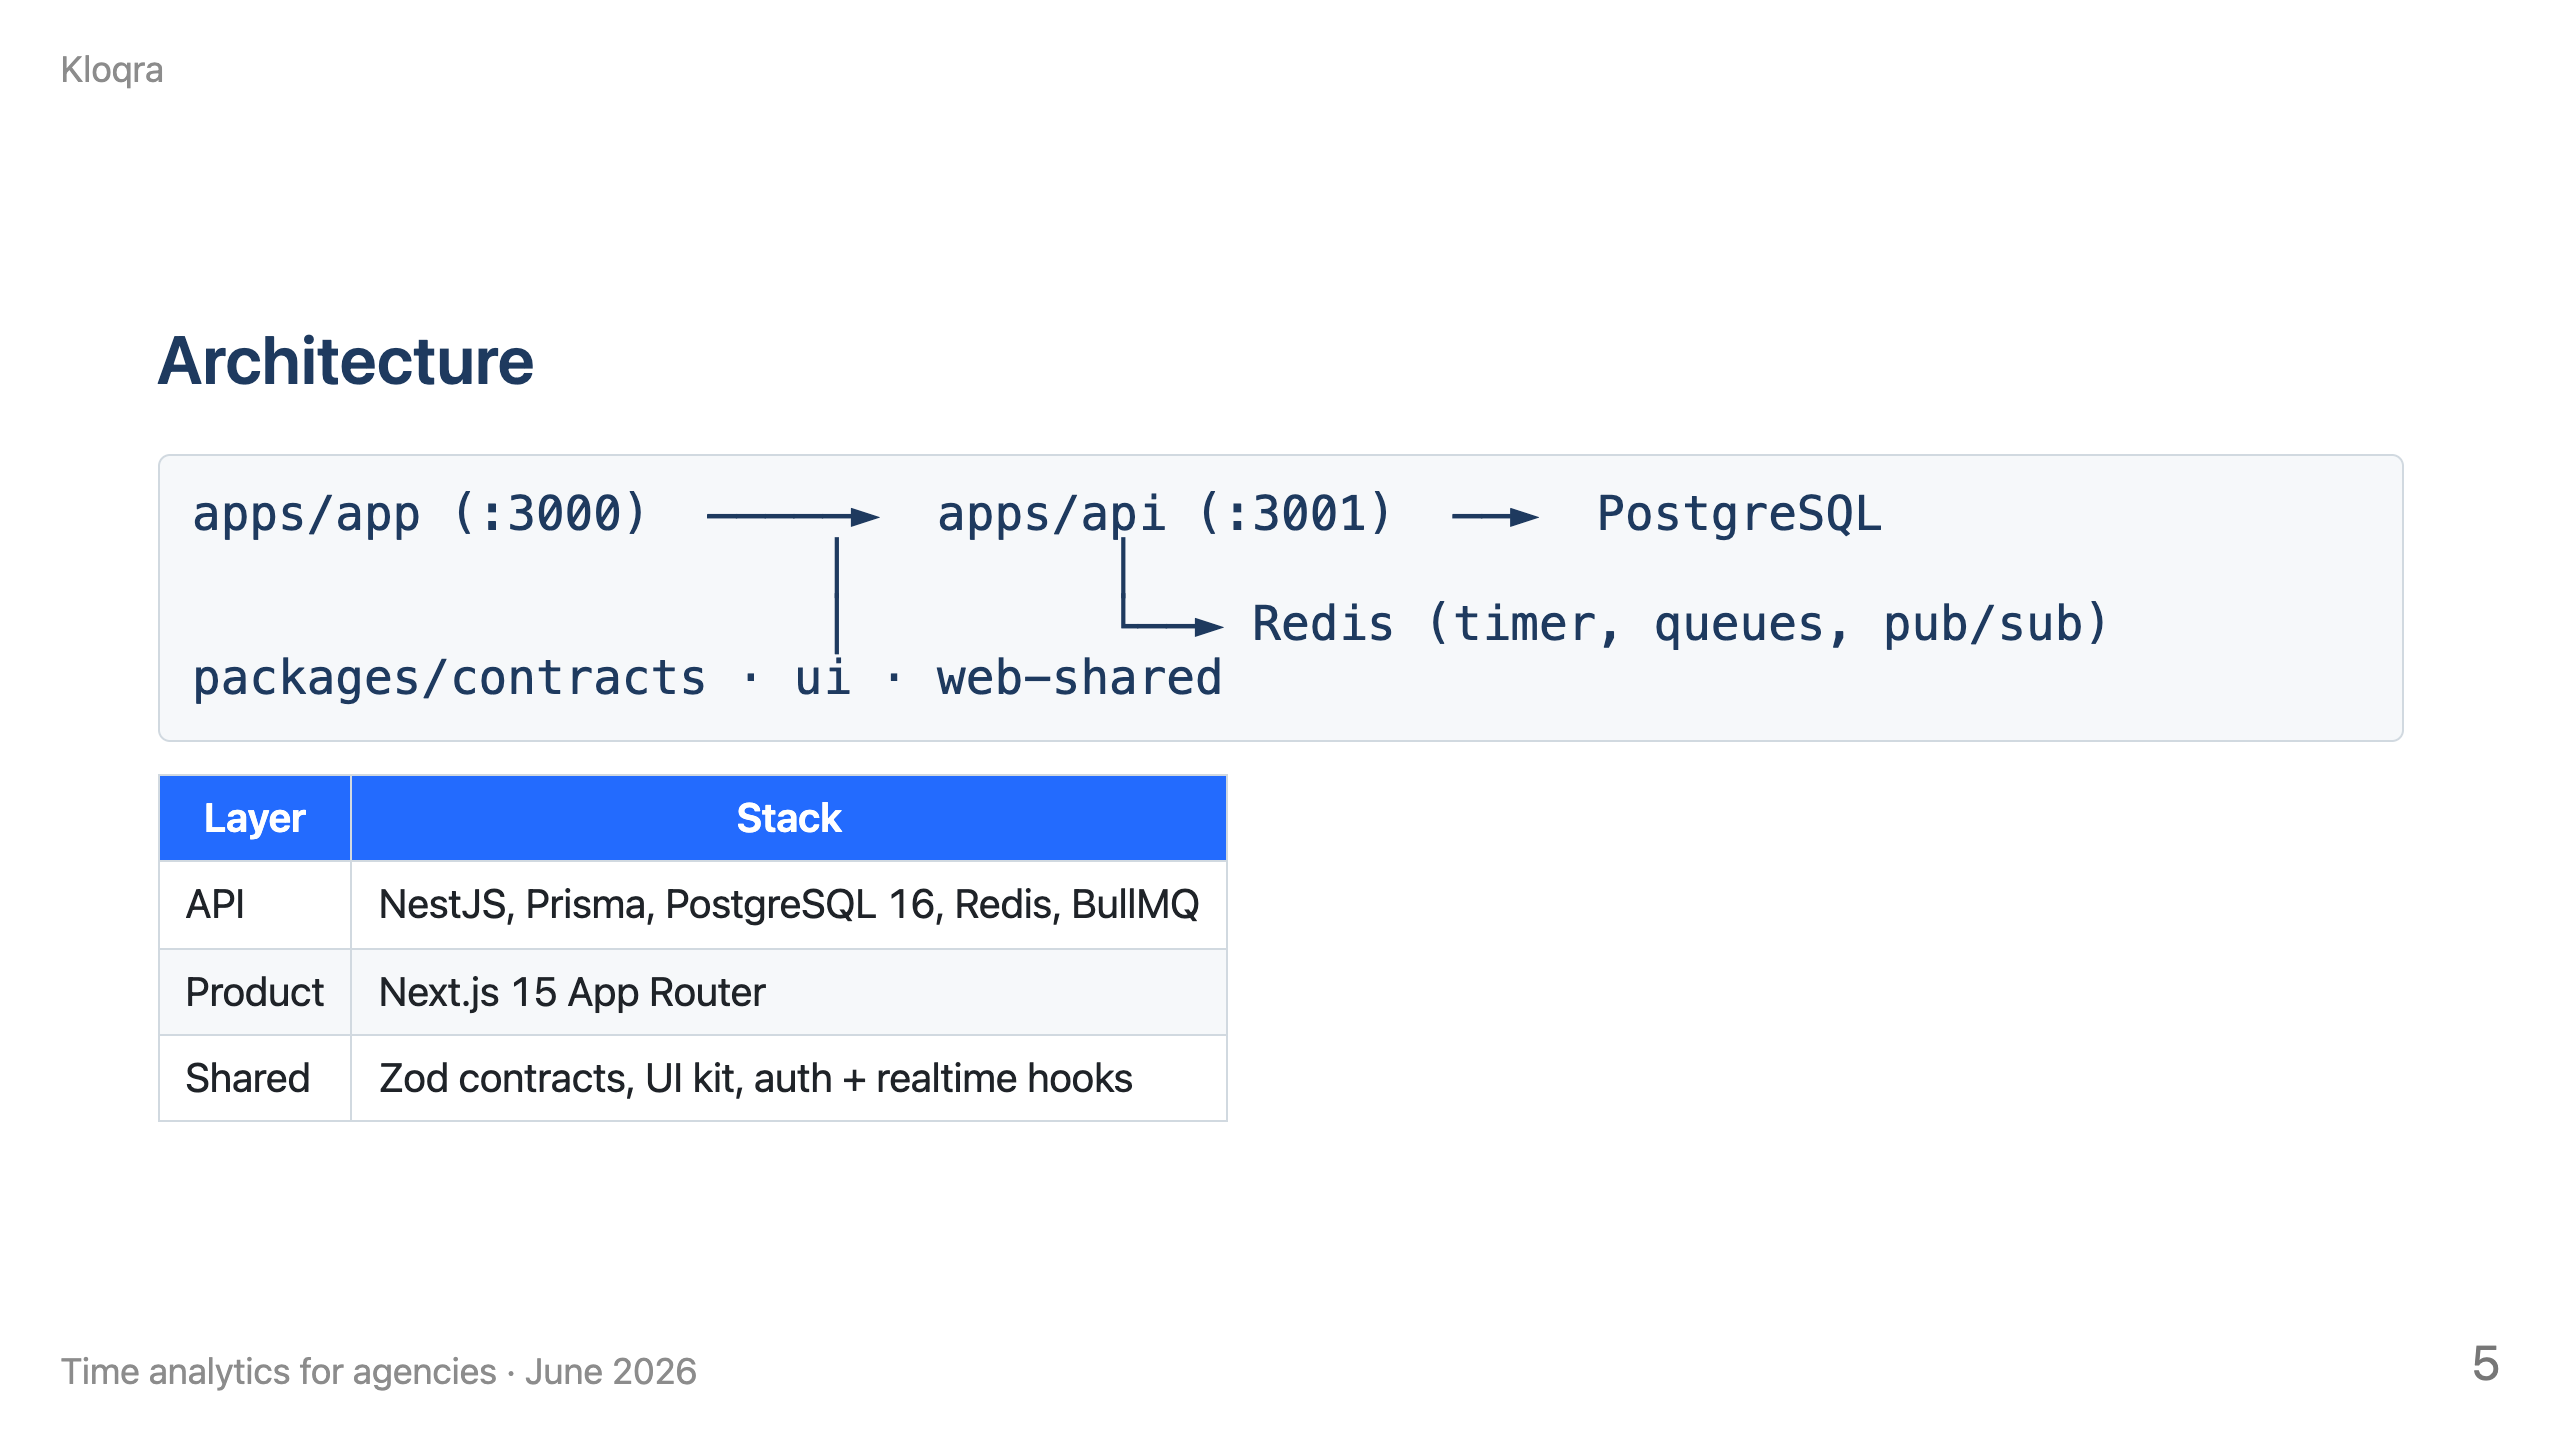 Kloqra
Architecture
apps/app (:3000) ──────▶ apps/api (:3001) ──▶ PostgreSQL
Redis (timer, queues, pub/sub)
packages/contracts · ui · web-shared
Layer Stack
API NestJS, Prisma, PostgreSQL 16, Redis, BullMQ
Product Next.js 15 App Router
Shared Zod contracts, UI kit, auth + realtime hooks
Time analytics for agencies · June 2026
5